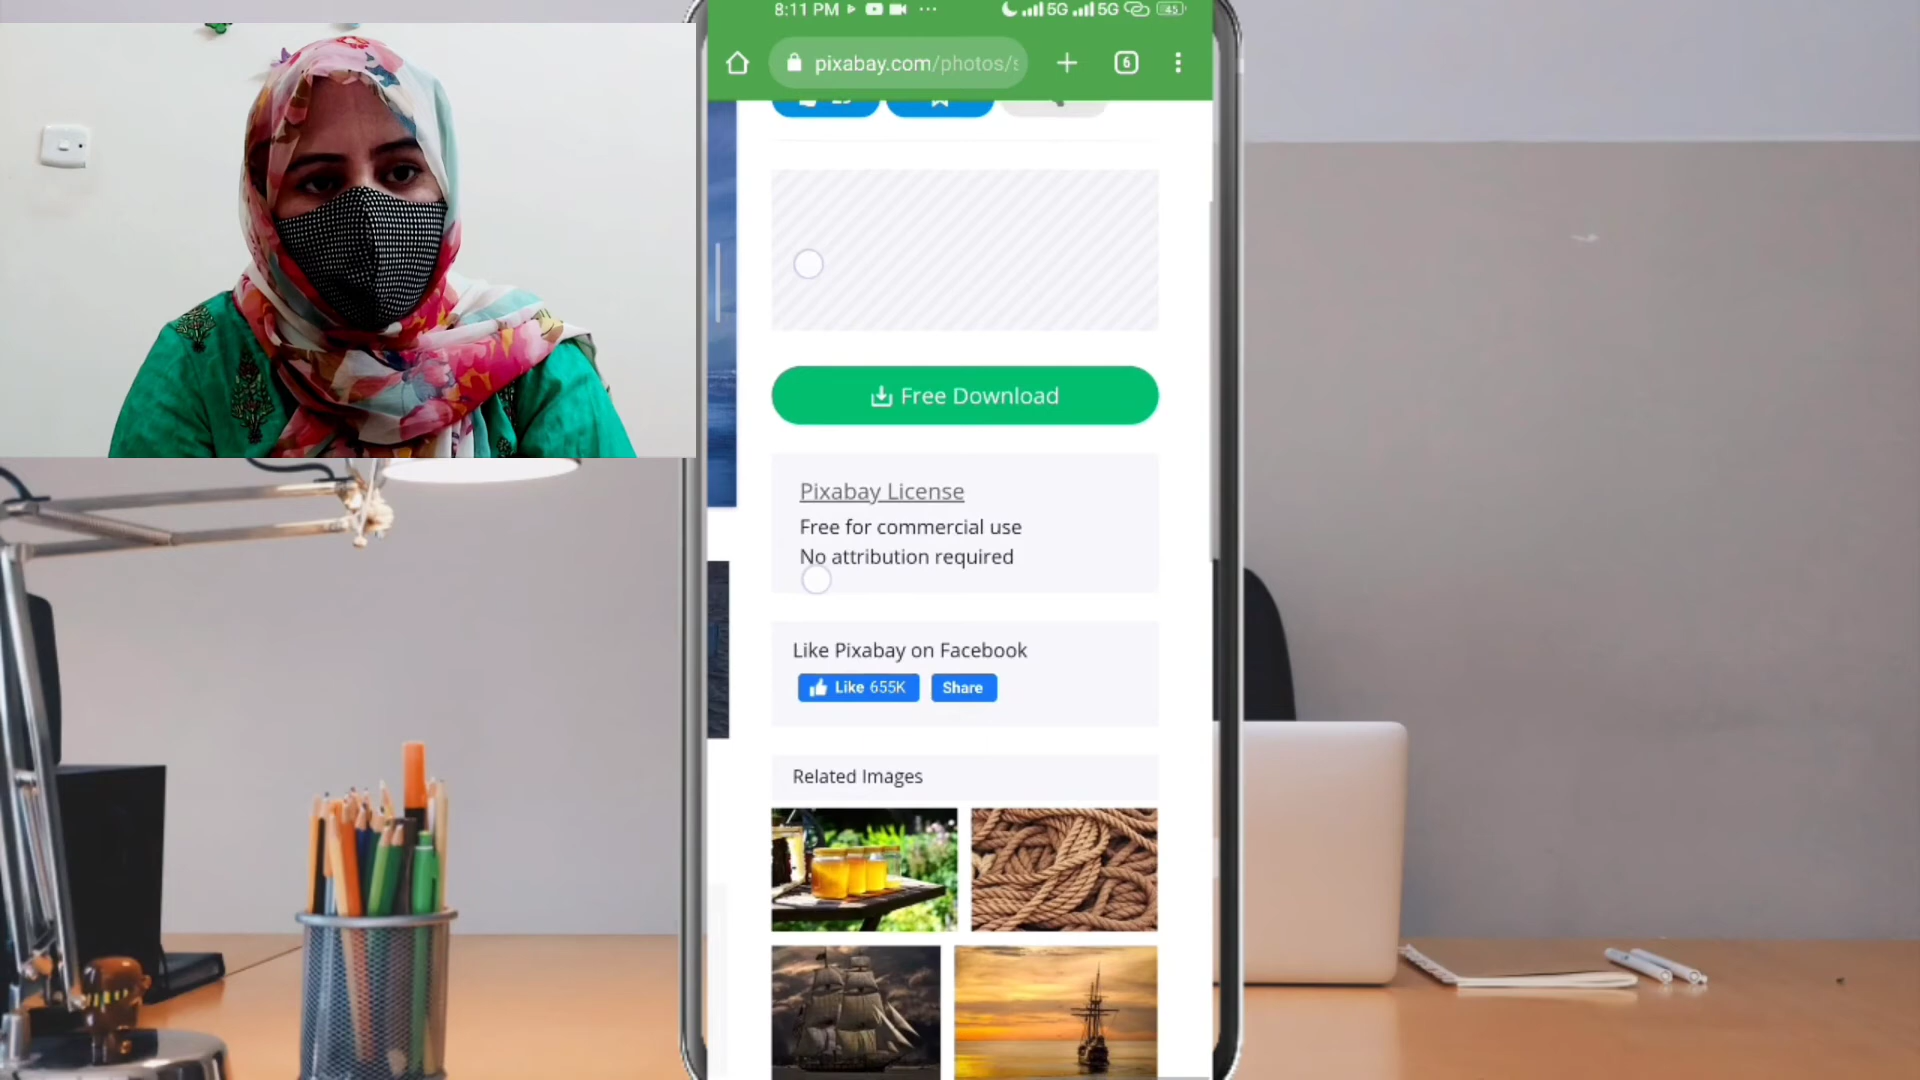 8:11 PM
5G
5G
45
pixabay.com/photos/s
6
Free Download
Pixabay License
Free for commercial use
No attribution required
Like Pixabay on Facebook
Like 655K
Share
Related Images